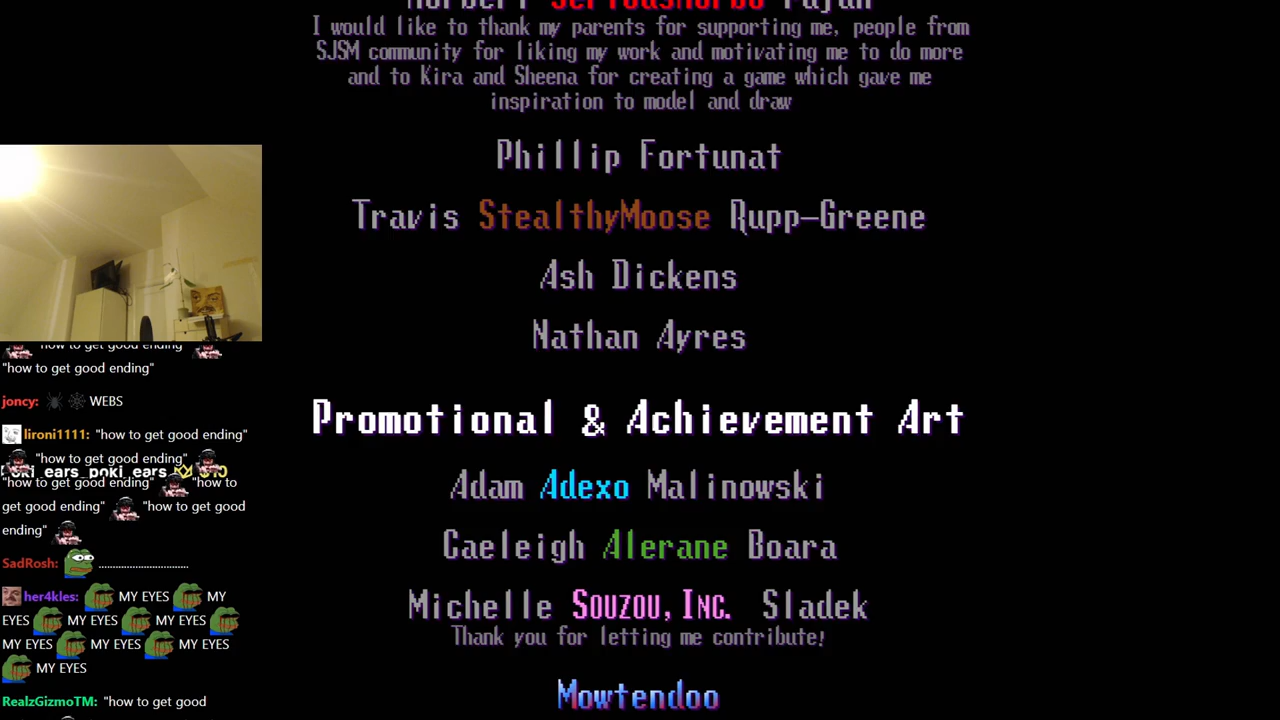 I would like to thank my parents for supporting me, people from
SJSM community for liking my work and motivating me to do more
and to Kira and Sheena for creating a game which gave me
inspiration to model and draw
Phillip Fortunat
Travis StealthyMoose Rupp-Greene
Ash Dickens
Nathan Ayres
Promotional & Achievement Art
Adam Adexo Malinowski
Caeleigh Alerane Boara
Michelle SOUZOU, INC. Sladek
Thank you for letting me contribute!
Mowtendoo
"how to get good ending"
"how to get good ending"
joncy: WEBS
lironi1111: "how to get good ending"
"how to get good ending"
ears_poki_ears
"how to get good ending" "how to
get good ending" "how to get good
ending"
SadRosh: ..............................
her4kles: MY EYES MY
EYES MY EYES MY EYES
MY EYES MY EYES MY EYES
MY EYES
RealzGizmoTM: "how to get good